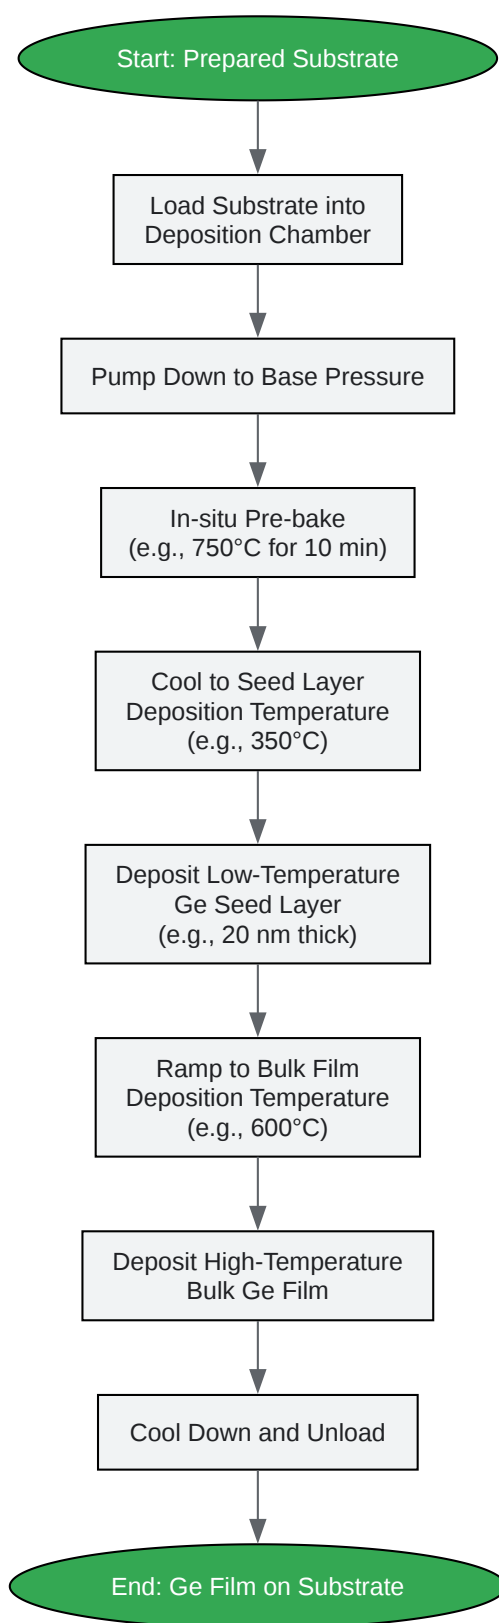 Start: Prepared Substrate
Load Substrate into
Deposition Chamber
Pump Down to Base Pressure
In-situ Pre-bake
(e.g., 750°C for 10 min)
Cool to Seed Layer
Deposition Temperature
(e.g., 350°C)
Deposit Low-Temperature
Ge Seed Layer
(e.g., 20 nm thick)
Ramp to Bulk Film
Deposition Temperature
(e.g., 600°C)
Deposit High-Temperature
Bulk Ge Film
Cool Down and Unload
End: Ge Film on Substrate